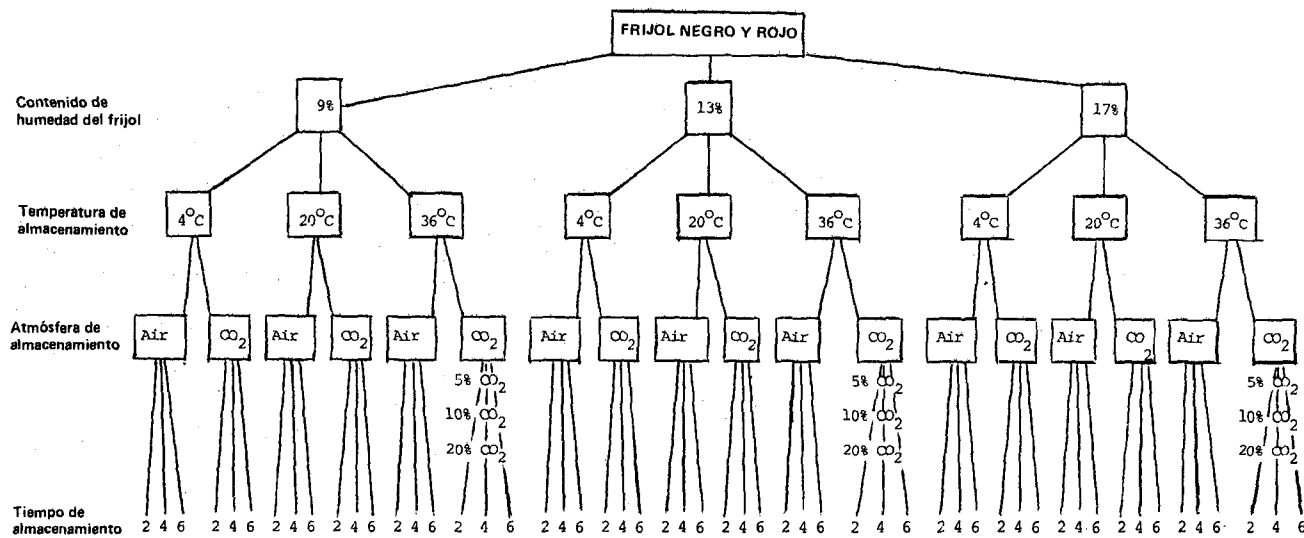 FRIJOL NEGRO Y ROJO
Contenido de
humedad del frijol
9% 13% 17%
Temperatura de
almacenamiento
4°C 20°C 36°C 4°C 20°C 36°C 4°C 20°C 36°C
Atmósfera de
almacenamiento
Air CO2 Air CO2 Air CO2 Air CO2 Air CO2 Air CO2 Air CO2 Air CO2 Air CO2
5% CO2 5% CO2 5% CO2
10% CO2 10% CO2 10% CO2
20% CO2 20% CO2 20% CO2
Tiempo de
almacenamiento
2 4 6 2 4 6 2 4 6 2 4 6 2 4 6 2 4 6 2 4 6 2 4 6 2 4 6 2 4 6 2 4 6 2 4 6 2 4 6 2 4 6 2 4 6 2 4 6 2 4 6 2 4 6